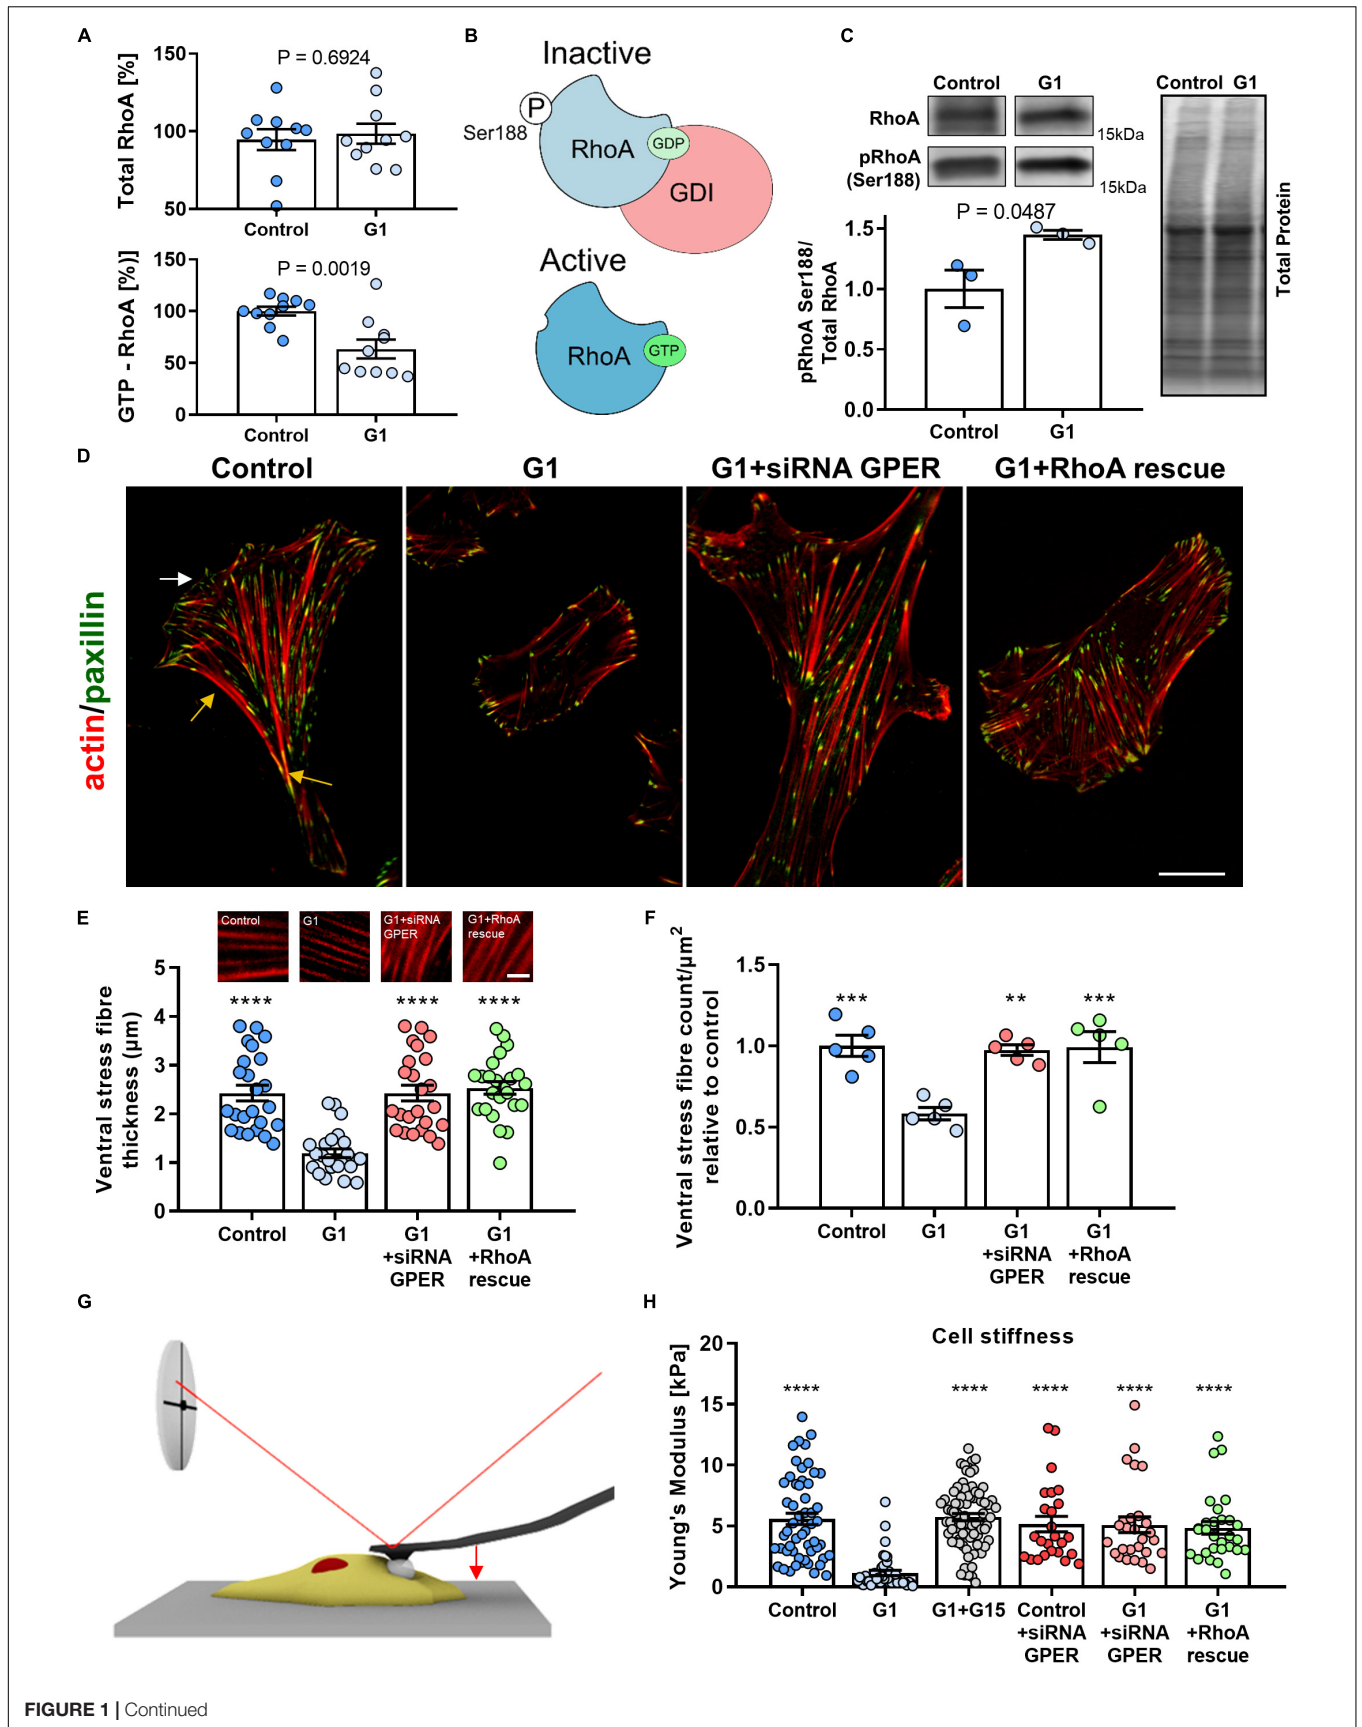 A
Total RhoA [%]
150
100
50
P = 0.6924
Control
G1
GTP - RhoA [%)]
150
100
50
0
P = 0.0019
Control
G1
B
Inactive
P
Ser188
RhoA
GDP
GDI
Active
RhoA
GTP
C
Control
G1
RhoA
15kDa
pRhoA
(Ser188)
15kDa
P = 0.0487
pRhoA Ser188/
Total RhoA
1.5
1.0
0.5
0.0
Control
G1
Control G1
Total Protein
D
Control
G1
G1+siRNA GPER
G1+RhoA rescue
actin/paxillin
E
Control
G1
G1+siRNA
GPER
G1+RhoA
rescue
Ventral stress fibre
thickness (µm)
5
4
3
2
1
0
****
****
****
Control
G1
G1
+siRNA
GPER
G1
+RhoA
rescue
F
Ventral stress fibre count/µm2
relative to control
1.5
1.0
0.5
0.0
***
**
***
Control
G1
G1
+siRNA
GPER
G1
+RhoA
rescue
G
H
Cell stiffness
Young's Modulus [kPa]
20
15
10
5
0
****
****
****
****
****
Control
G1
G1+G15
Control
+siRNA
GPER
G1
+siRNA
GPER
G1
+RhoA
rescue
FIGURE 1 | Continued